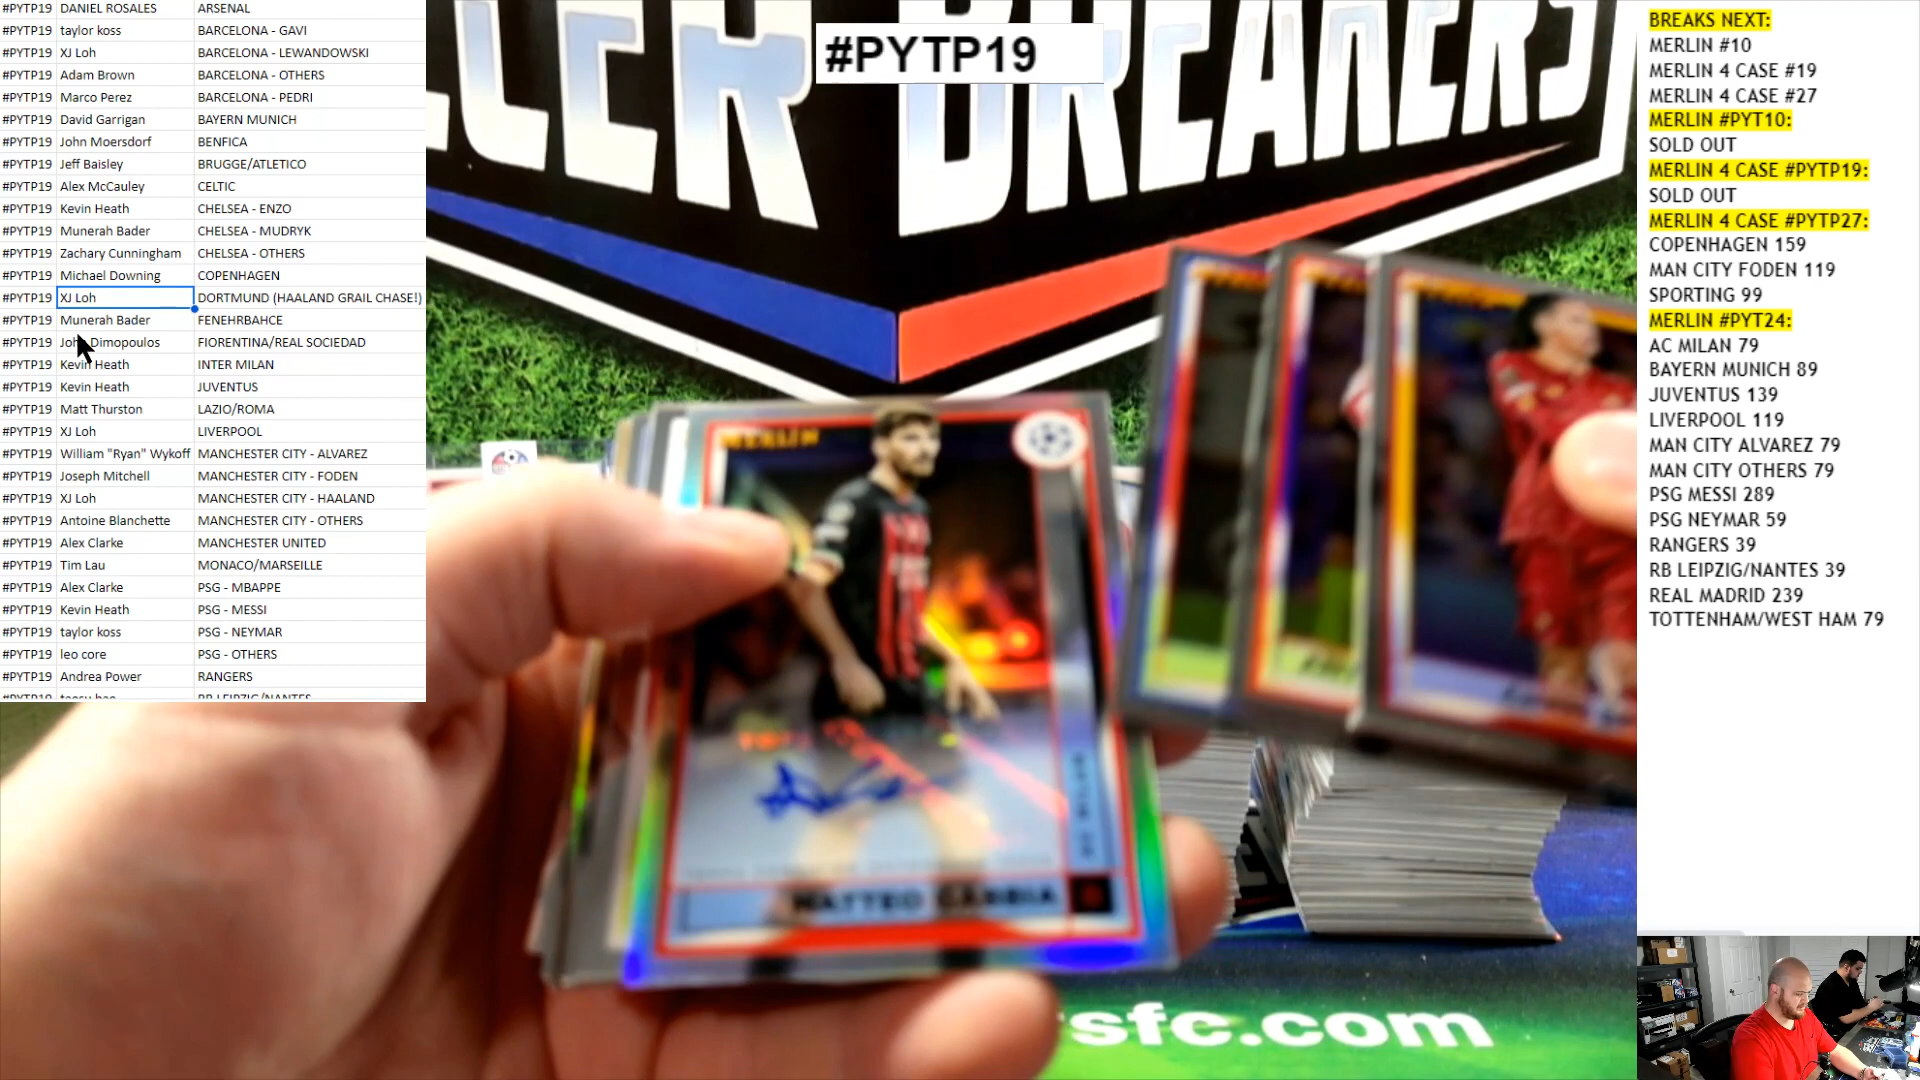 #PYTP19 DANIEL ROSALES ARSENAL
#PYTP19 taylor koss BARCELONA - GAVI
#PYTP19 XJ Loh BARCELONA - LEWANDOWSKI
#PYTP19 Adam Brown BARCELONA - OTHERS
#PYTP19 Marco Perez BARCELONA - PEDRI
#PYTP19 David Garrigan BAYERN MUNICH
#PYTP19 John Moersdorf BENFICA
#PYTP19 Jeff Baisley BRUGGE/ATLETICO
#PYTP19 Alex McCauley CELTIC
#PYTP19 Kevin Heath CHELSEA - ENZO
#PYTP19 Munerah Bader CHELSEA - MUDRYK
#PYTP19 Zachary Cunningham CHELSEA - OTHERS
#PYTP19 Michael Downing COPENHAGEN
#PYTP19 XJ Loh DORTMUND (HAALAND GRAIL CHASE!)
#PYTP19 Munerah Bader FENEHRBAHCE
#PYTP19 John Dimopoulos FIORENTINA/REAL SOCIEDAD
#PYTP19 Kevin Heath INTER MILAN
#PYTP19 Kevin Heath JUVENTUS
#PYTP19 Matt Thurston LAZIO/ROMA
#PYTP19 XJ Loh LIVERPOOL
#PYTP19 William "Ryan" Wykoff MANCHESTER CITY - ALVAREZ
#PYTP19 Joseph Mitchell MANCHESTER CITY - FODEN
#PYTP19 XJ Loh MANCHESTER CITY - HAALAND
#PYTP19 Antoine Blanchette MANCHESTER CITY - OTHERS
#PYTP19 Alex Clarke MANCHESTER UNITED
#PYTP19 Tim Lau MONACO/MARSEILLE
#PYTP19 Alex Clarke PSG - MBAPPE
#PYTP19 Kevin Heath PSG - MESSI
#PYTP19 taylor koss PSG - NEYMAR
#PYTP19 leo core PSG - OTHERS
#PYTP19 Andrea Power RANGERS
#PYTP19 RB LEIPZIG/NANTES
#PYTP19
BREAKERS
MERLIN
MATTEO GABBIA
AC MILAN
sfc.com
BREAKS NEXT:
MERLIN #10
MERLIN 4 CASE #19
MERLIN 4 CASE #27
MERLIN #PYT10:
SOLD OUT
MERLIN 4 CASE #PYTP19:
SOLD OUT
MERLIN 4 CASE #PYTP27:
COPENHAGEN 159
MAN CITY FODEN 119
SPORTING 99
MERLIN #PYT24:
AC MILAN 79
BAYERN MUNICH 89
JUVENTUS 139
LIVERPOOL 119
MAN CITY ALVAREZ 79
MAN CITY OTHERS 79
PSG MESSI 289
PSG NEYMAR 59
RANGERS 39
RB LEIPZIG/NANTES 39
REAL MADRID 239
TOTTENHAM/WEST HAM 79